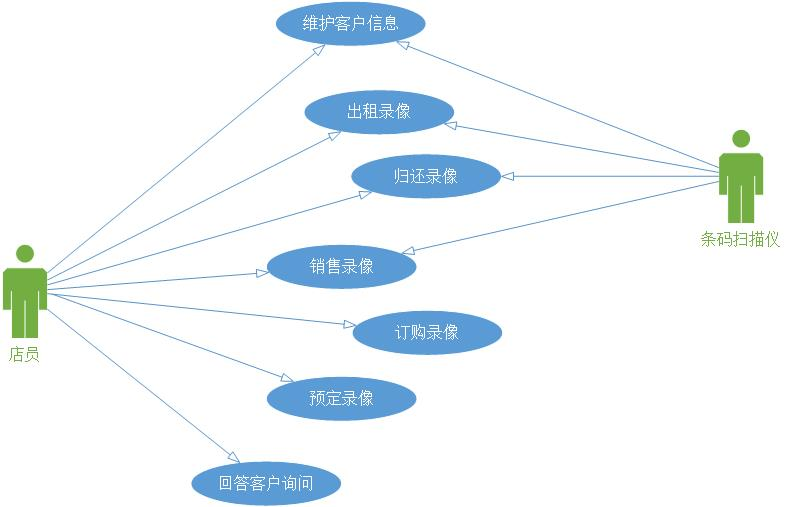 维护客户信息
出租录像
归还录像
条码扫描仪
销售录像
订购录像
店员
预定录像
回答客户询问